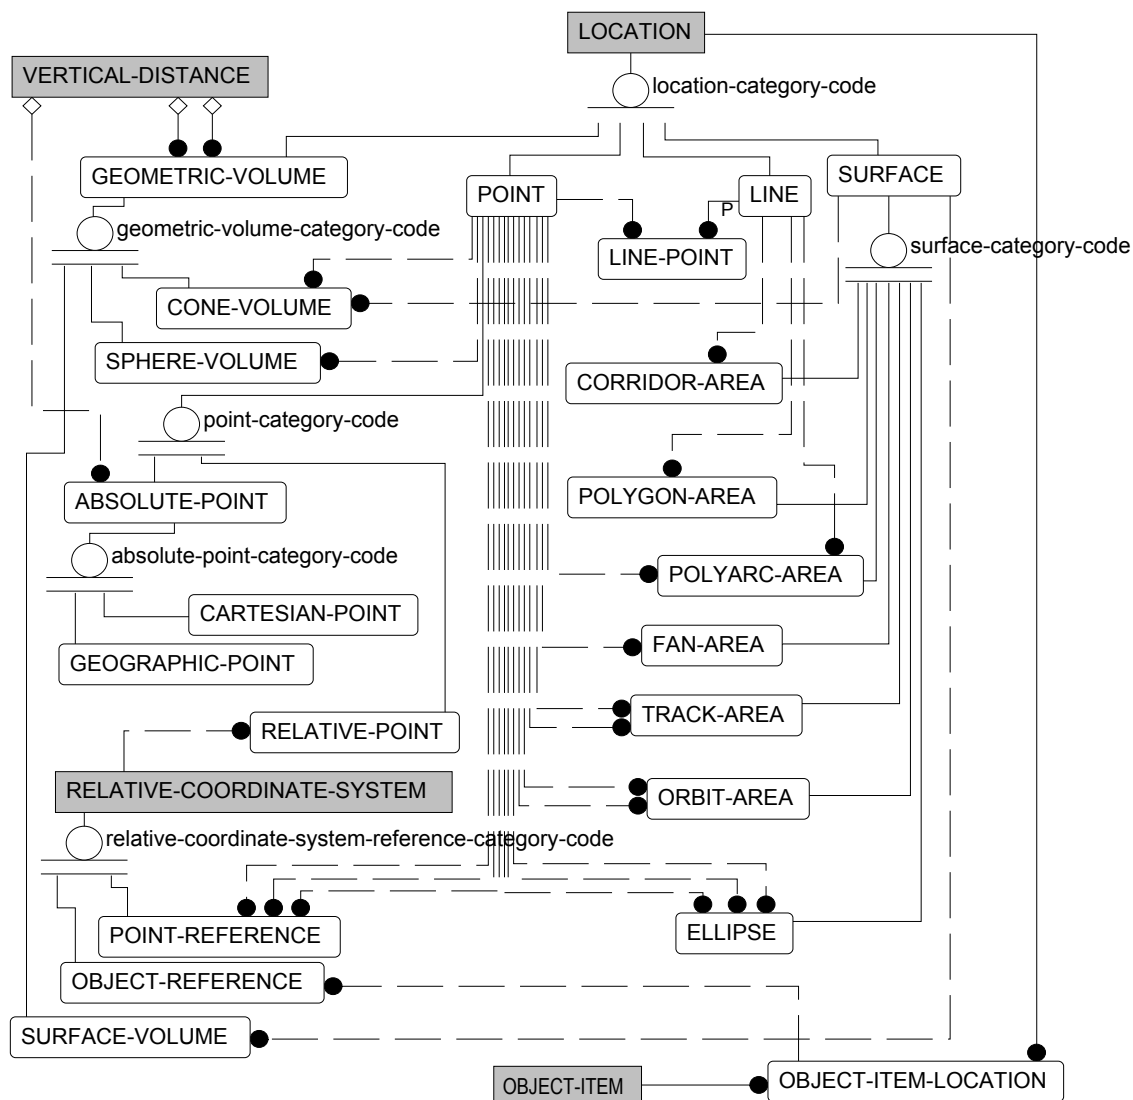 LOCATION
VERTICAL-DISTANCE
location-category-code
GEOMETRIC-VOLUME
POINT
LINE
SURFACE
P
geometric-volume-category-code
LINE-POINT
surface-category-code
CONE-VOLUME
SPHERE-VOLUME
CORRIDOR-AREA
point-category-code
ABSOLUTE-POINT
POLYGON-AREA
absolute-point-category-code
POLYARC-AREA
CARTESIAN-POINT
GEOGRAPHIC-POINT
FAN-AREA
TRACK-AREA
RELATIVE-POINT
RELATIVE-COORDINATE-SYSTEM
ORBIT-AREA
relative-coordinate-system-reference-category-code
POINT-REFERENCE
ELLIPSE
OBJECT-REFERENCE
SURFACE-VOLUME
OBJECT-ITEM
OBJECT-ITEM-LOCATION